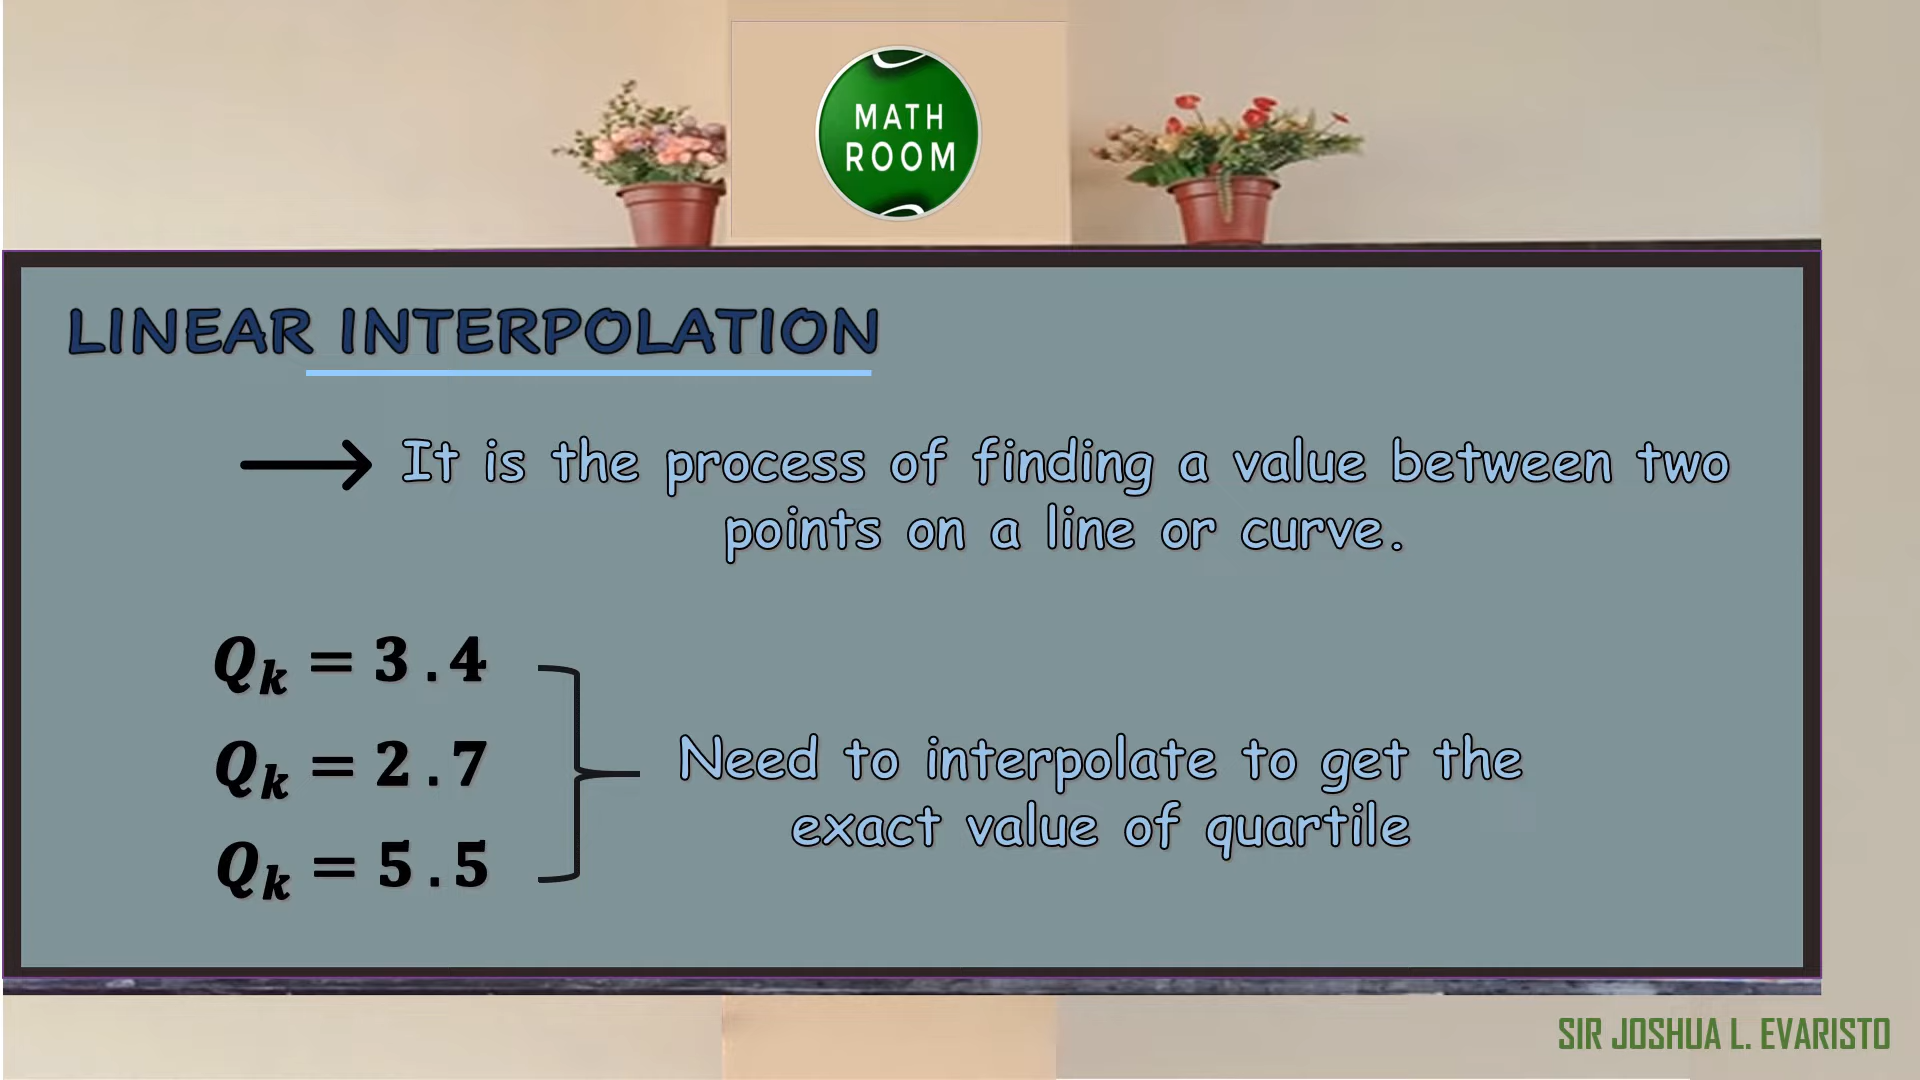 MATH
ROOM
LINEAR INTERPOLATION
It is the process of finding a value between two
points on a line or curve.
Qₖ = 3.4
Qₖ = 2.7
Qₖ = 5.5
Need to interpolate to get the
exact value of quartile
SIR JOSHUA L. EVARISTO